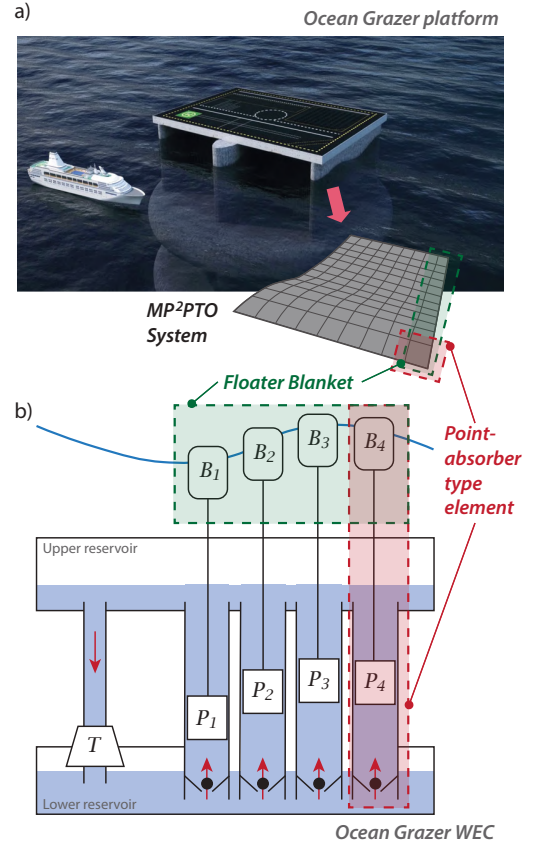 a)
Ocean Grazer platform
MP²PTO
System
Floater Blanket
b)
Point-
absorber
type
element
B1
B2
B3
B4
Upper reservoir
P1
P2
P3
P4
T
Lower reservoir
Ocean Grazer WEC